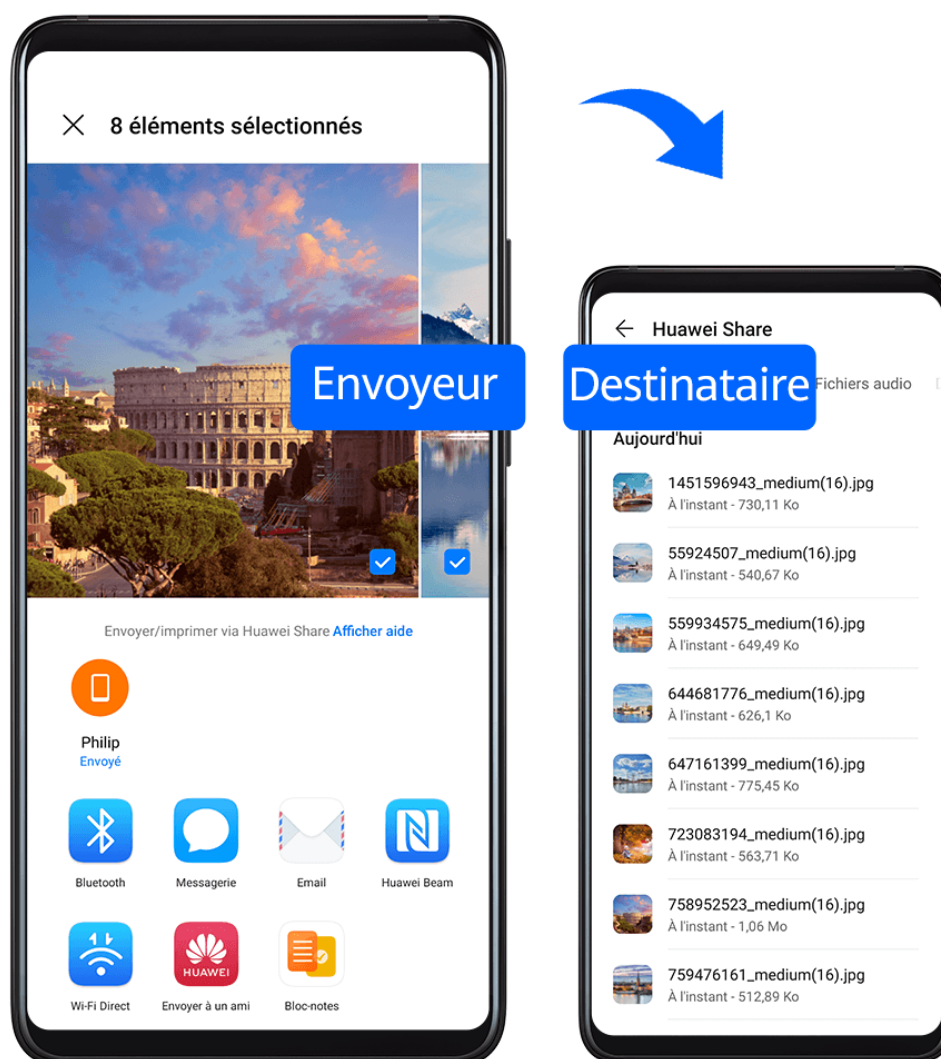 8 éléments sélectionnés
Envoyeur
Envoyer/imprimer via Huawei Share Afficher aide
Philip
Envoyé
Bluetooth
Messagerie
Email
Huawei Beam
HUAWEI
Wi-Fi Direct
Envoyer à un ami
Bloc-notes
Huawei Share
Destinataire
Fichiers audio
Aujourd'hui
1451596943_medium(16).jpg
À l'instant - 730,11 Ko
55924507_medium(16).jpg
À l'instant - 540,67 Ko
559934575_medium(16).jpg
À l'instant - 649,49 Ko
644681776_medium(16).jpg
À l'instant - 626,1 Ko
647161399_medium(16).jpg
À l'instant - 775,45 Ko
723083194_medium(16).jpg
À l'instant - 563,71 Ko
758952523_medium(16).jpg
À l'instant - 1,06 Mo
759476161_medium(16).jpg
À l'instant - 512,89 Ko